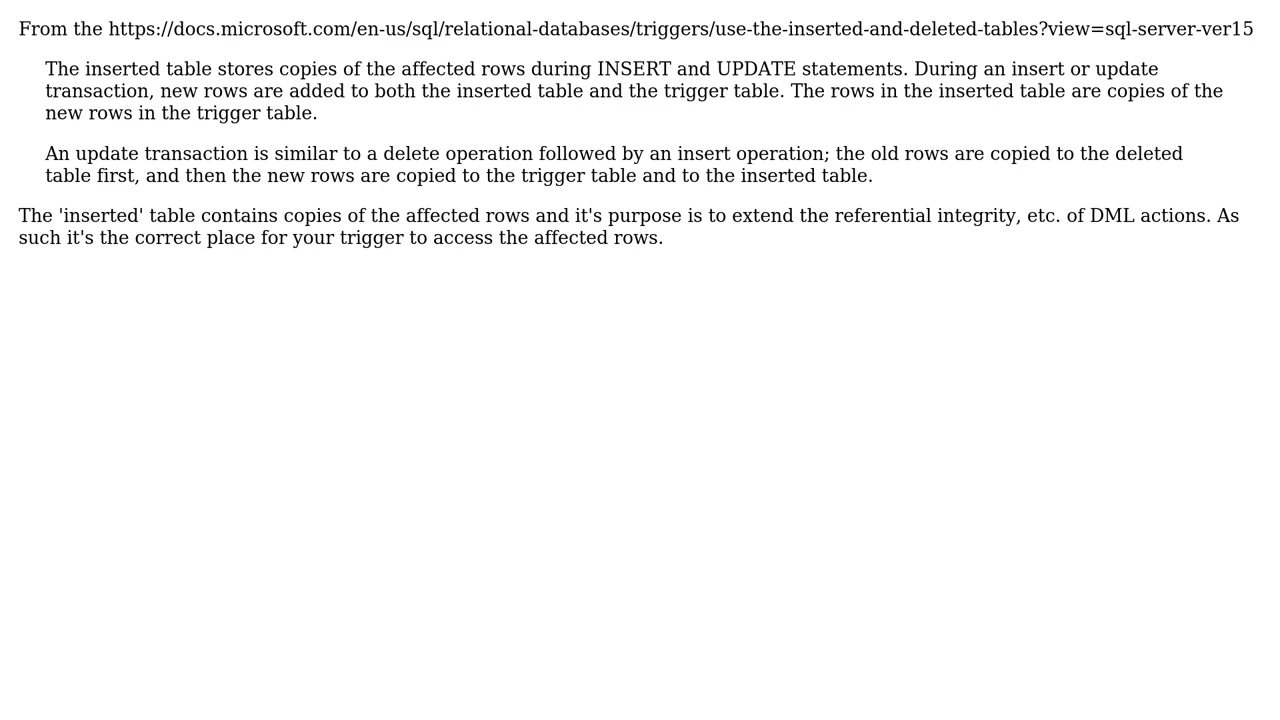 From the https://docs.microsoft.com/en-us/sql/relational-databases/triggers/use-the-inserted-and-deleted-tables?view=sql-server-ver15
The inserted table stores copies of the affected rows during INSERT and UPDATE statements. During an insert or update
transaction, new rows are added to both the inserted table and the trigger table. The rows in the inserted table are copies of the
new rows in the trigger table.
An update transaction is similar to a delete operation followed by an insert operation; the old rows are copied to the deleted
table first, and then the new rows are copied to the trigger table and to the inserted table.
The 'inserted' table contains copies of the affected rows and it's purpose is to extend the referential integrity, etc. of DML actions. As
such it's the correct place for your trigger to access the affected rows.